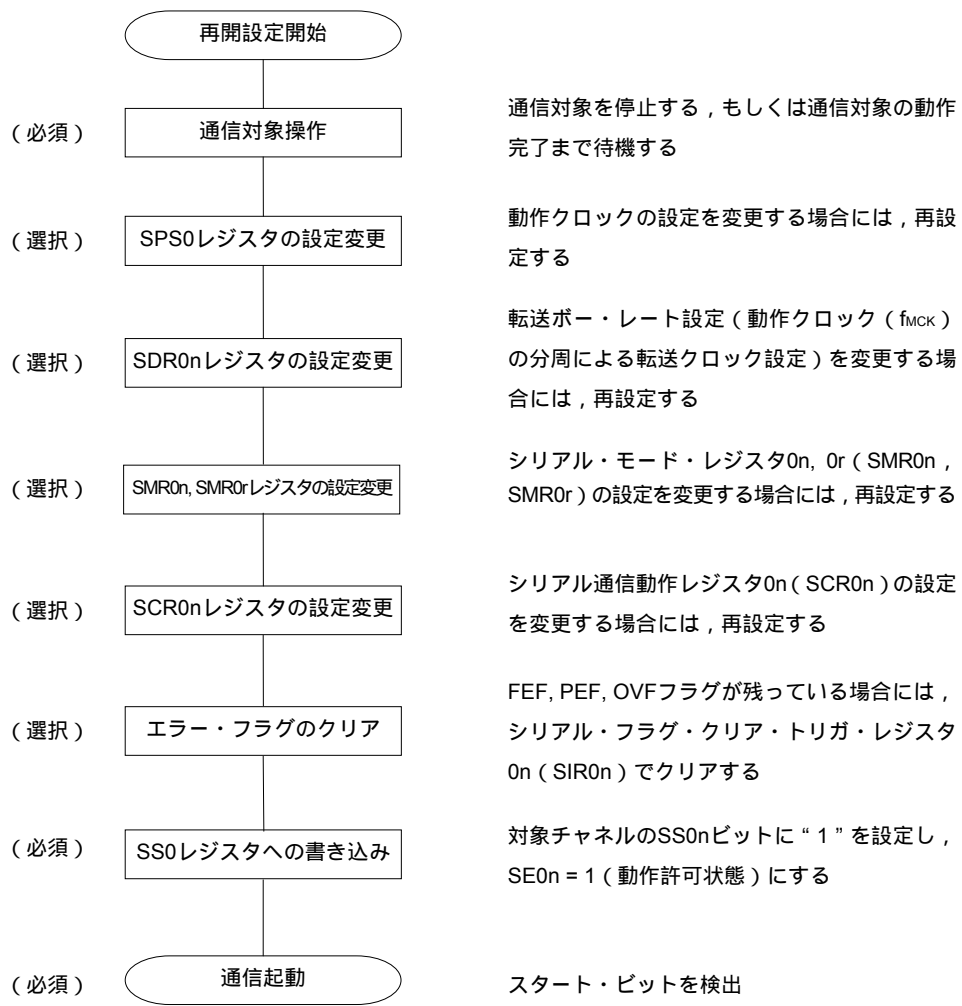 再開設定開始
（必須）
通信対象操作
通信対象を停止する，もしくは通信対象の動作
完了まで待機する
（選択）
SPS0レジスタの設定変更
動作クロックの設定を変更する場合には，再設
定する
（選択）
SDR0nレジスタの設定変更
転送ボー・レート設定（動作クロック（fMCK）
の分周による転送クロック設定）を変更する場
合には，再設定する
（選択）
SMR0n, SMR0rレジスタの設定変更
シリアル・モード・レジスタ0n, 0r（SMR0n，
SMR0r）の設定を変更する場合には，再設定する
（選択）
SCR0nレジスタの設定変更
シリアル通信動作レジスタ0n（SCR0n）の設定
を変更する場合には，再設定する
（選択）
エラー・フラグのクリア
FEF, PEF, OVFフラグが残っている場合には，
シリアル・フラグ・クリア・トリガ・レジスタ
0n（SIR0n）でクリアする
（必須）
SS0レジスタへの書き込み
対象チャネルのSS0nビットに“1”を設定し，
SE0n = 1（動作許可状態）にする
（必須）
通信起動
スタート・ビットを検出